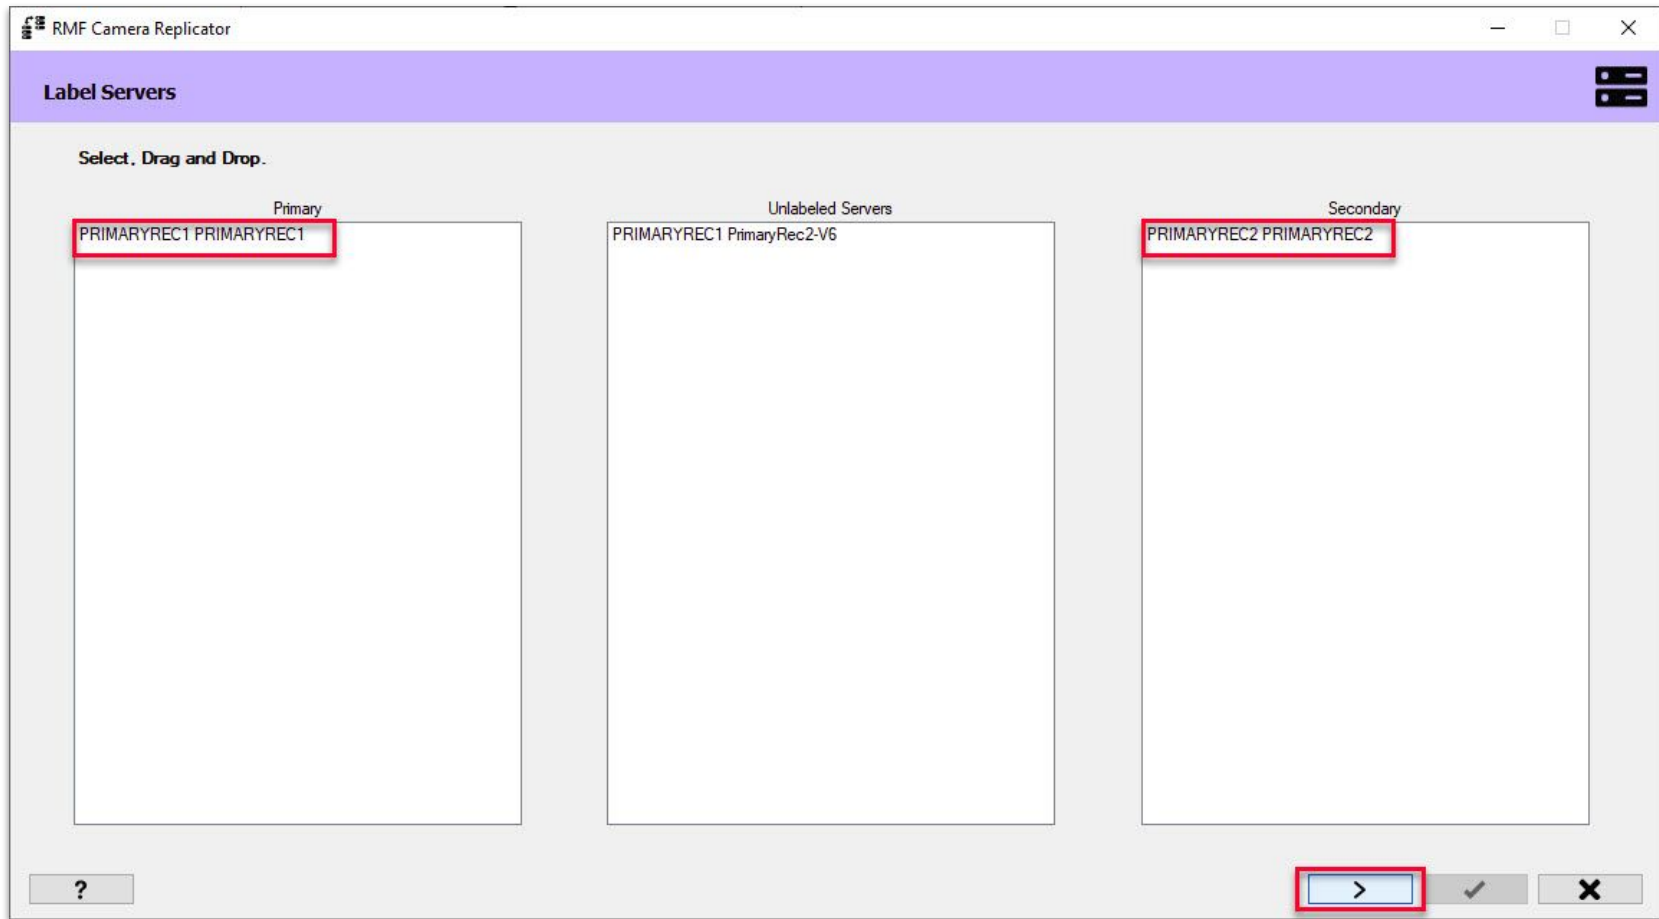 RMF Camera Replicator
Label Servers
Select, Drag and Drop.
Primary
Unlabeled Servers
Secondary
PRIMARYREC1 PRIMARYREC1
PRIMARYREC1 PrimaryRec2-V6
PRIMARYREC2 PRIMARYREC2
?
>